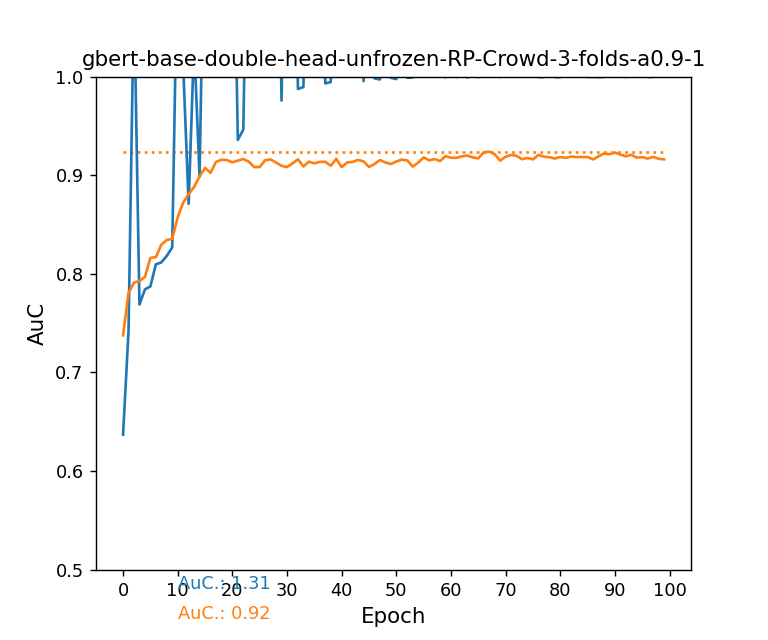 gbert-base-double-head-unfrozen-RP-Crowd-3-folds-a0.9-1
1.0
0.9
0.8
0.7
0.6
0.5
AuC
0 10 20 30 40 50 60 70 80 90 100
AuC.: 1.31
AuC.: 0.92
Epoch